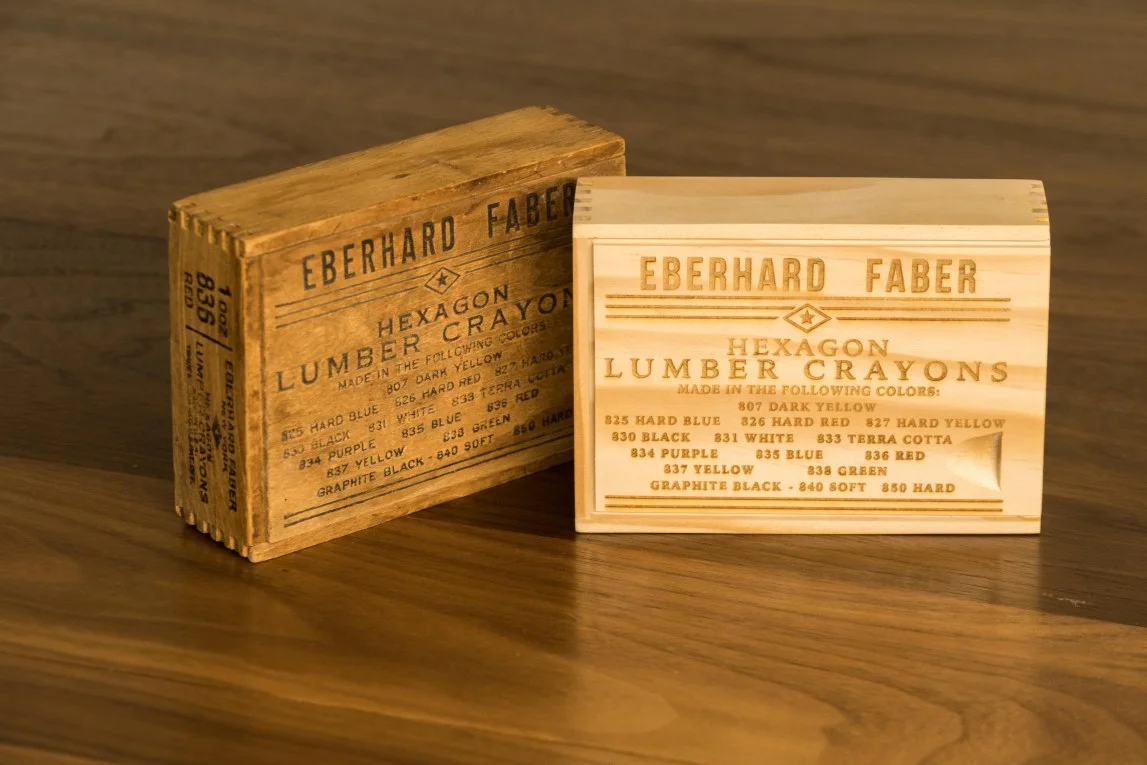 EBERHARD FABER
HEXAGON
LUMBER CRAYON
MADE IN THE FOLLOWING COLORS
807 DARK YELLOW
825 HARD BLUE 826 HARD RED 827 HARD
830 BLACK 831 WHITE 833 TERRA COTTA
834 PURPLE 835 BLUE 836 RED
837 YELLOW 838 GREEN
GRAPHITE BLACK - 840 SOFT 850 HARD
1 OOZ
836
RED
EBERHARD FABER
EBERHARD FABER
HEXAGON
LUMBER CRAYONS
MADE IN THE FOLLOWING COLORS:
807 DARK YELLOW
825 HARD BLUE 826 HARD RED 827 HARD YELLOW
830 BLACK 831 WHITE 833 TERRA COTTA
834 PURPLE 835 BLUE 836 RED
837 YELLOW 838 GREEN
GRAPHITE BLACK - 840 SOFT 850 HARD